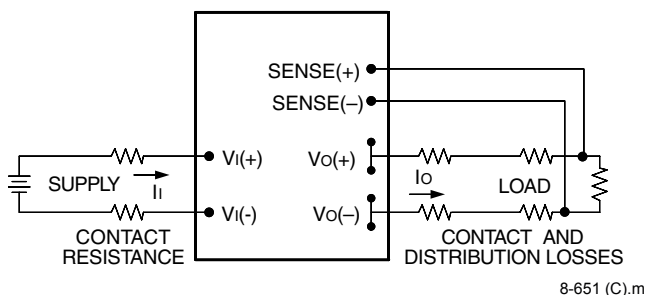 SENSE(+)
SENSE(–)
VI(+)
VO(+)
SUPPLY
II
IO
LOAD
VI(-)
VO(–)
CONTACT
RESISTANCE
CONTACT AND
DISTRIBUTION LOSSES
8-651 (C).m